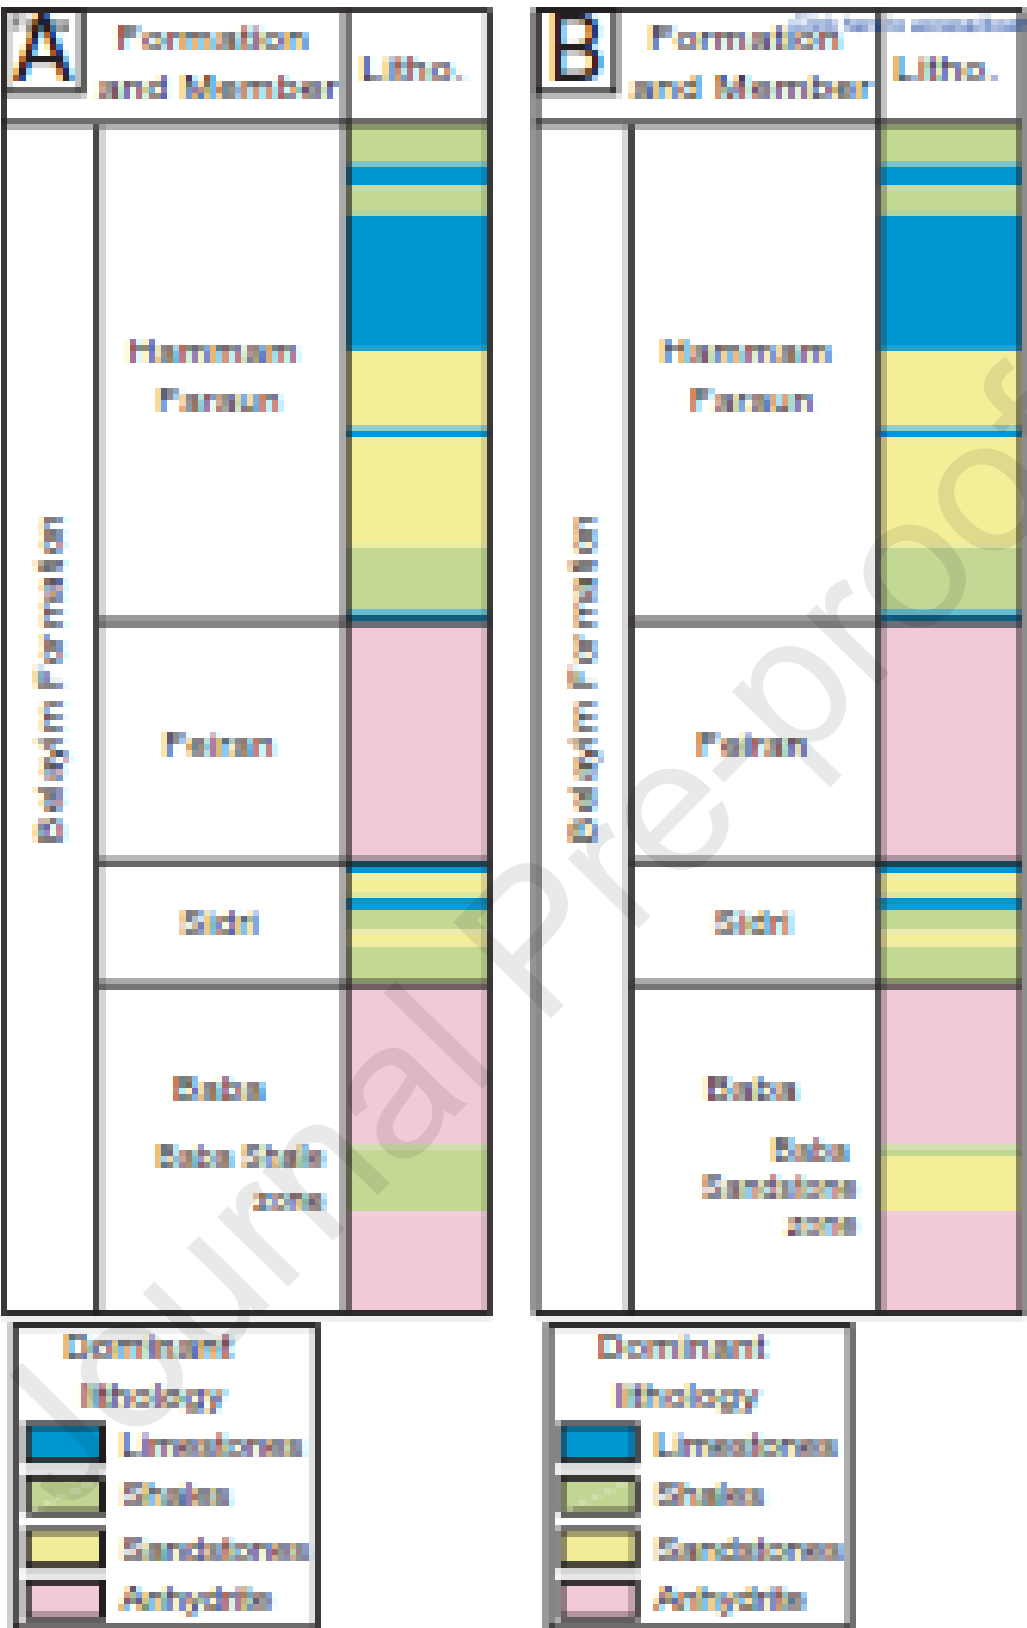 A
Formation
and Member
Litho.
Hammam
Faraun
Belayim Formation
Feiran
Sidri
Baba
Baba Shale
zone
Dominant
lithology
Limestones
Shales
Sandstones
Anhydrite
B
Formation
and Member
Litho.
Hammam
Faraun
Belayim Formation
Feiran
Sidri
Baba
Baba
Sandstone
zone
Dominant
lithology
Limestones
Shales
Sandstones
Anhydrite
Journal Pre-proof